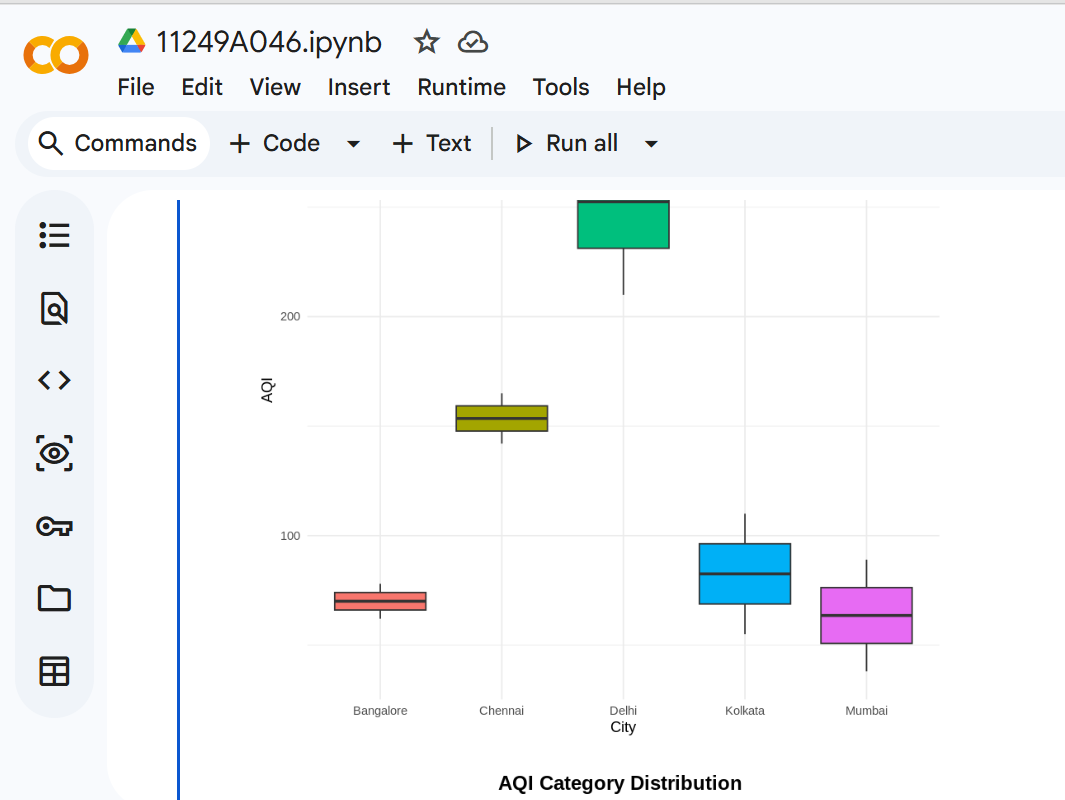 11249A046.ipynb
File Edit View Insert Runtime Tools Help
Commands + Code + Text Run all
200
AQI
100
Bangalore Chennai Delhi Kolkata Mumbai
City
AQI Category Distribution